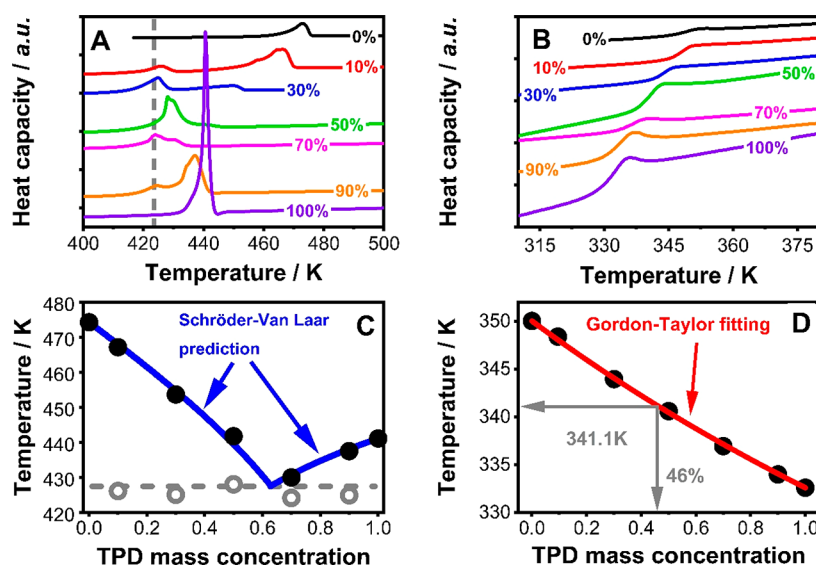 A
0%
10%
30%
50%
70%
90%
100%
Heat capacity / a.u.
400 420 440 460 480 500
Temperature / K
B
0%
10%
30%
50%
70%
90%
100%
Heat capacity / a.u.
315 330 345 360 375
Temperature / K
C
Schröder-Van Laar
prediction
480
470
460
450
440
430
420
Temperature / K
0.0 0.2 0.4 0.6 0.8 1.0
TPD mass concentration
D
Gordon-Taylor fitting
341.1K
46%
350
340
330
Temperature / K
0.0 0.2 0.4 0.6 0.8 1.0
TPD mass concentration